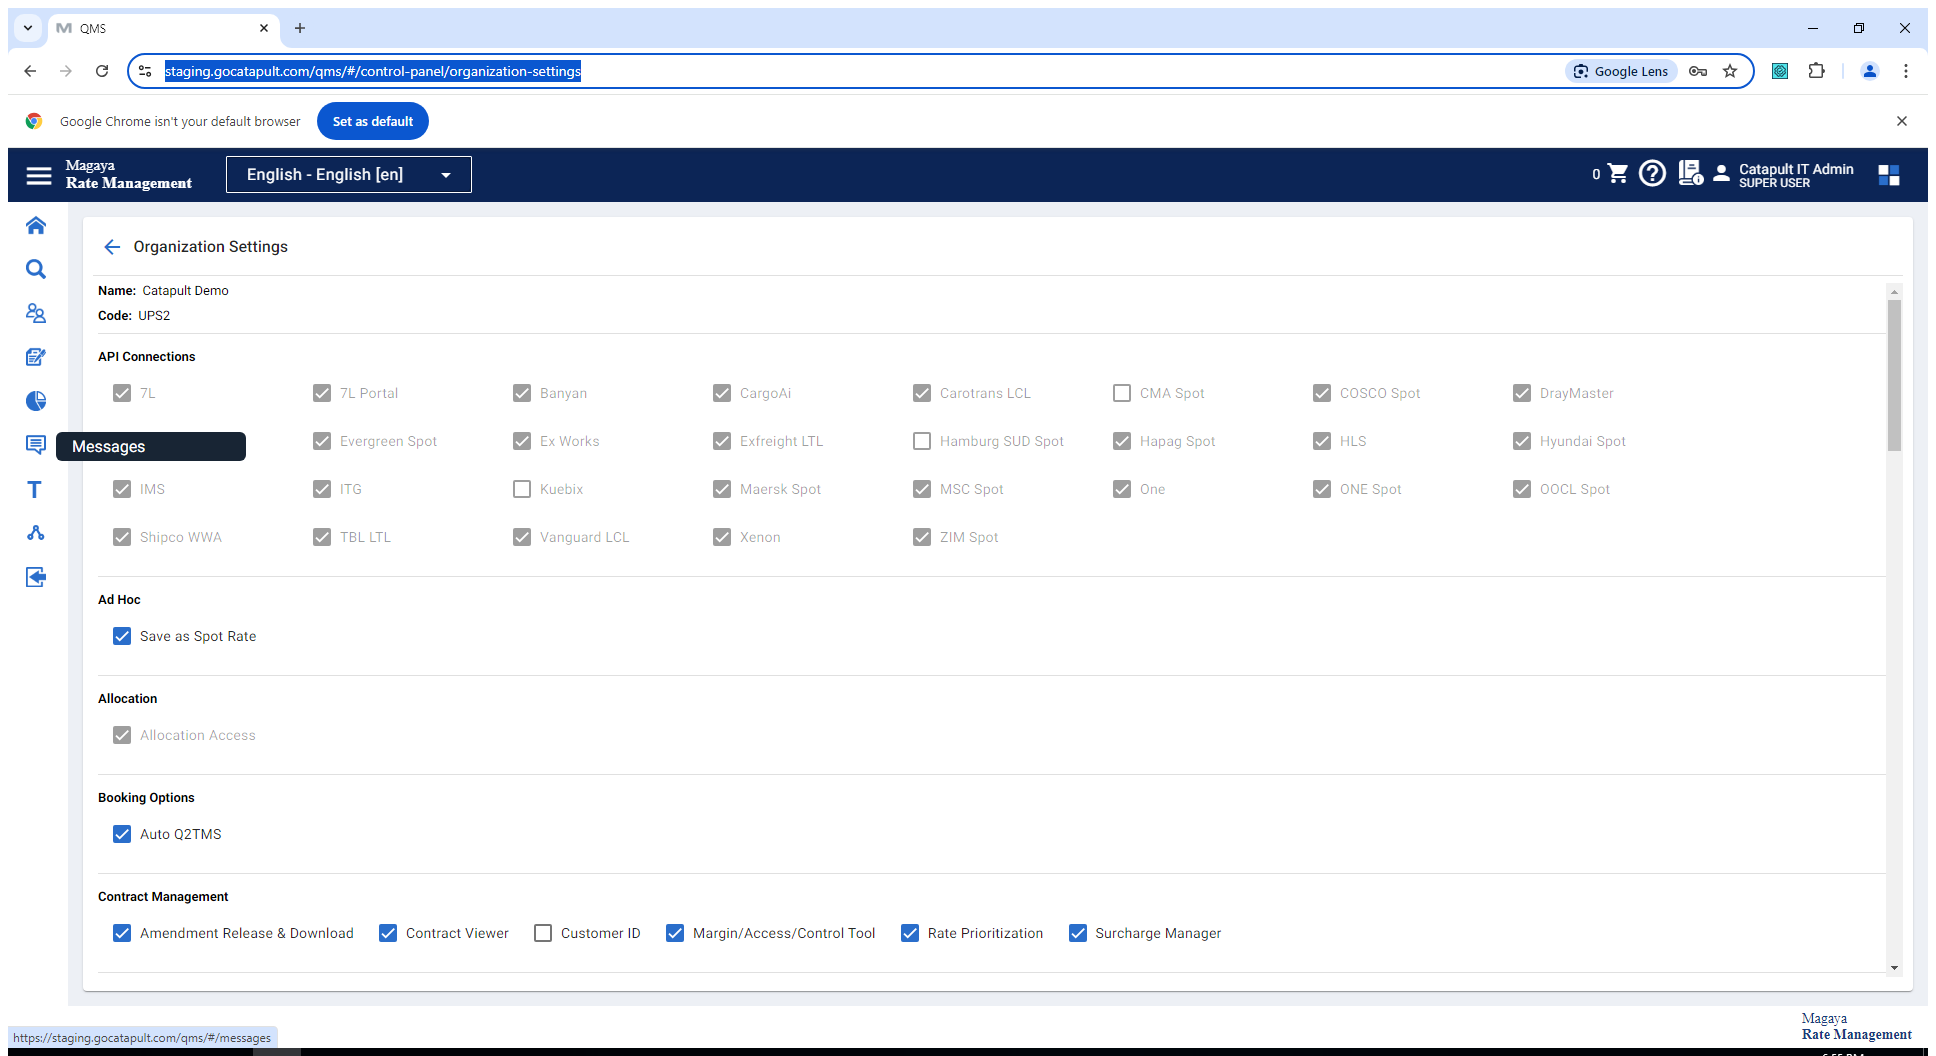 QMS
staging.gocatapult.com/qms/#/control-panel/organization-settings
Google Lens
Google Chrome isn't your default browser
Set as default
Magaya
Rate Management
English - English [en]
0
Catapult IT Admin
SUPER USER
Organization Settings
Name: Catapult Demo
Code: UPS2
API Connections
7L
7L Portal
Banyan
CargoAi
Carotrans LCL
CMA Spot
COSCO Spot
DrayMaster
Messages
Evergreen Spot
Ex Works
Exfreight LTL
Hamburg SUD Spot
Hapag Spot
HLS
Hyundai Spot
IMS
ITG
Kuebix
Maersk Spot
MSC Spot
One
ONE Spot
OOCL Spot
Shipco WWA
TBL LTL
Vanguard LCL
Xenon
ZIM Spot
Ad Hoc
Save as Spot Rate
Allocation
Allocation Access
Booking Options
Auto Q2TMS
Contract Management
Amendment Release & Download
Contract Viewer
Customer ID
Margin/Access/Control Tool
Rate Prioritization
Surcharge Manager
Magaya
Rate Management
https://staging.gocatapult.com/qms/#/messages